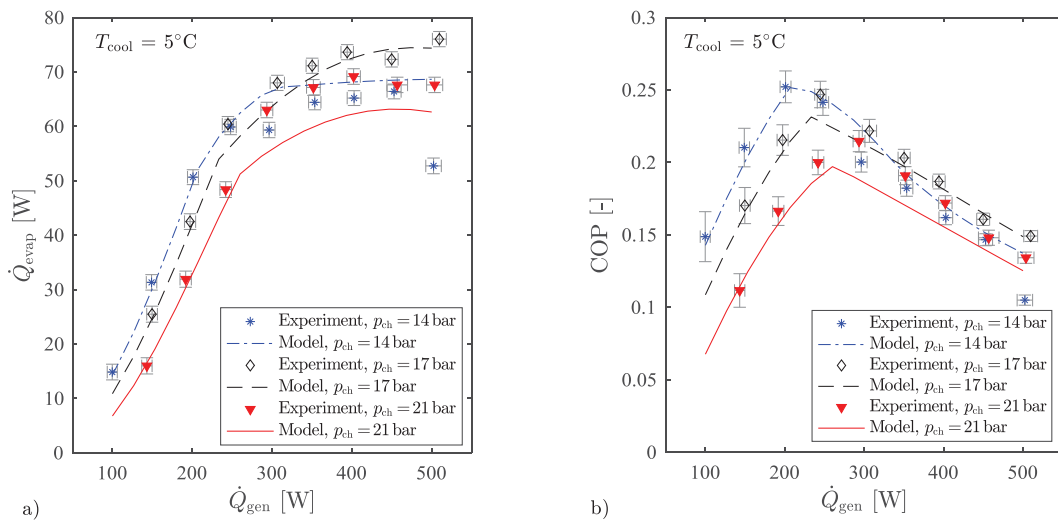 T_cool = 5°C
80
70
60
50
40
30
20
10
0
Q̇_evap [W]
100 200 300 400 500
Q̇_gen [W]
Experiment, p_ch = 14 bar
Model, p_ch = 14 bar
Experiment, p_ch = 17 bar
Model, p_ch = 17 bar
Experiment, p_ch = 21 bar
Model, p_ch = 21 bar
a)
T_cool = 5°C
0.3
0.25
0.2
0.15
0.1
0.05
0
COP [-]
100 200 300 400 500
Q̇_gen [W]
Experiment, p_ch = 14 bar
Model, p_ch = 14 bar
Experiment, p_ch = 17 bar
Model, p_ch = 17 bar
Experiment, p_ch = 21 bar
Model, p_ch = 21 bar
b)